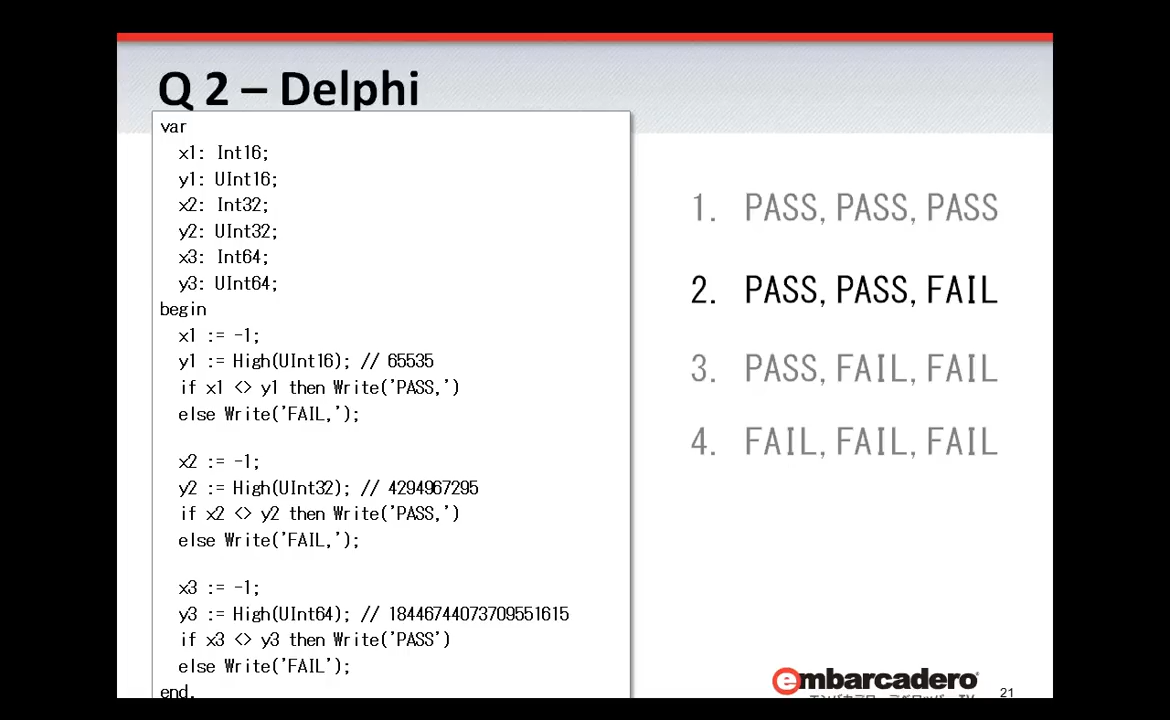 Q 2 – Delphi
var
x1: Int16;
y1: UInt16;
x2: Int32;
y2: UInt32;
x3: Int64;
y3: UInt64;
begin
x1 := -1;
y1 := High(UInt16); // 65535
if x1 <> y1 then Write('PASS,')
else Write('FAIL,');
x2 := -1;
y2 := High(UInt32); // 4294967295
if x2 <> y2 then Write('PASS,')
else Write('FAIL,');
x3 := -1;
y3 := High(UInt64); // 18446744073709551615
if x3 <> y3 then Write('PASS')
else Write('FAIL');
end.
1. PASS, PASS, PASS
2. PASS, PASS, FAIL
3. PASS, FAIL, FAIL
4. FAIL, FAIL, FAIL
embarcadero
21